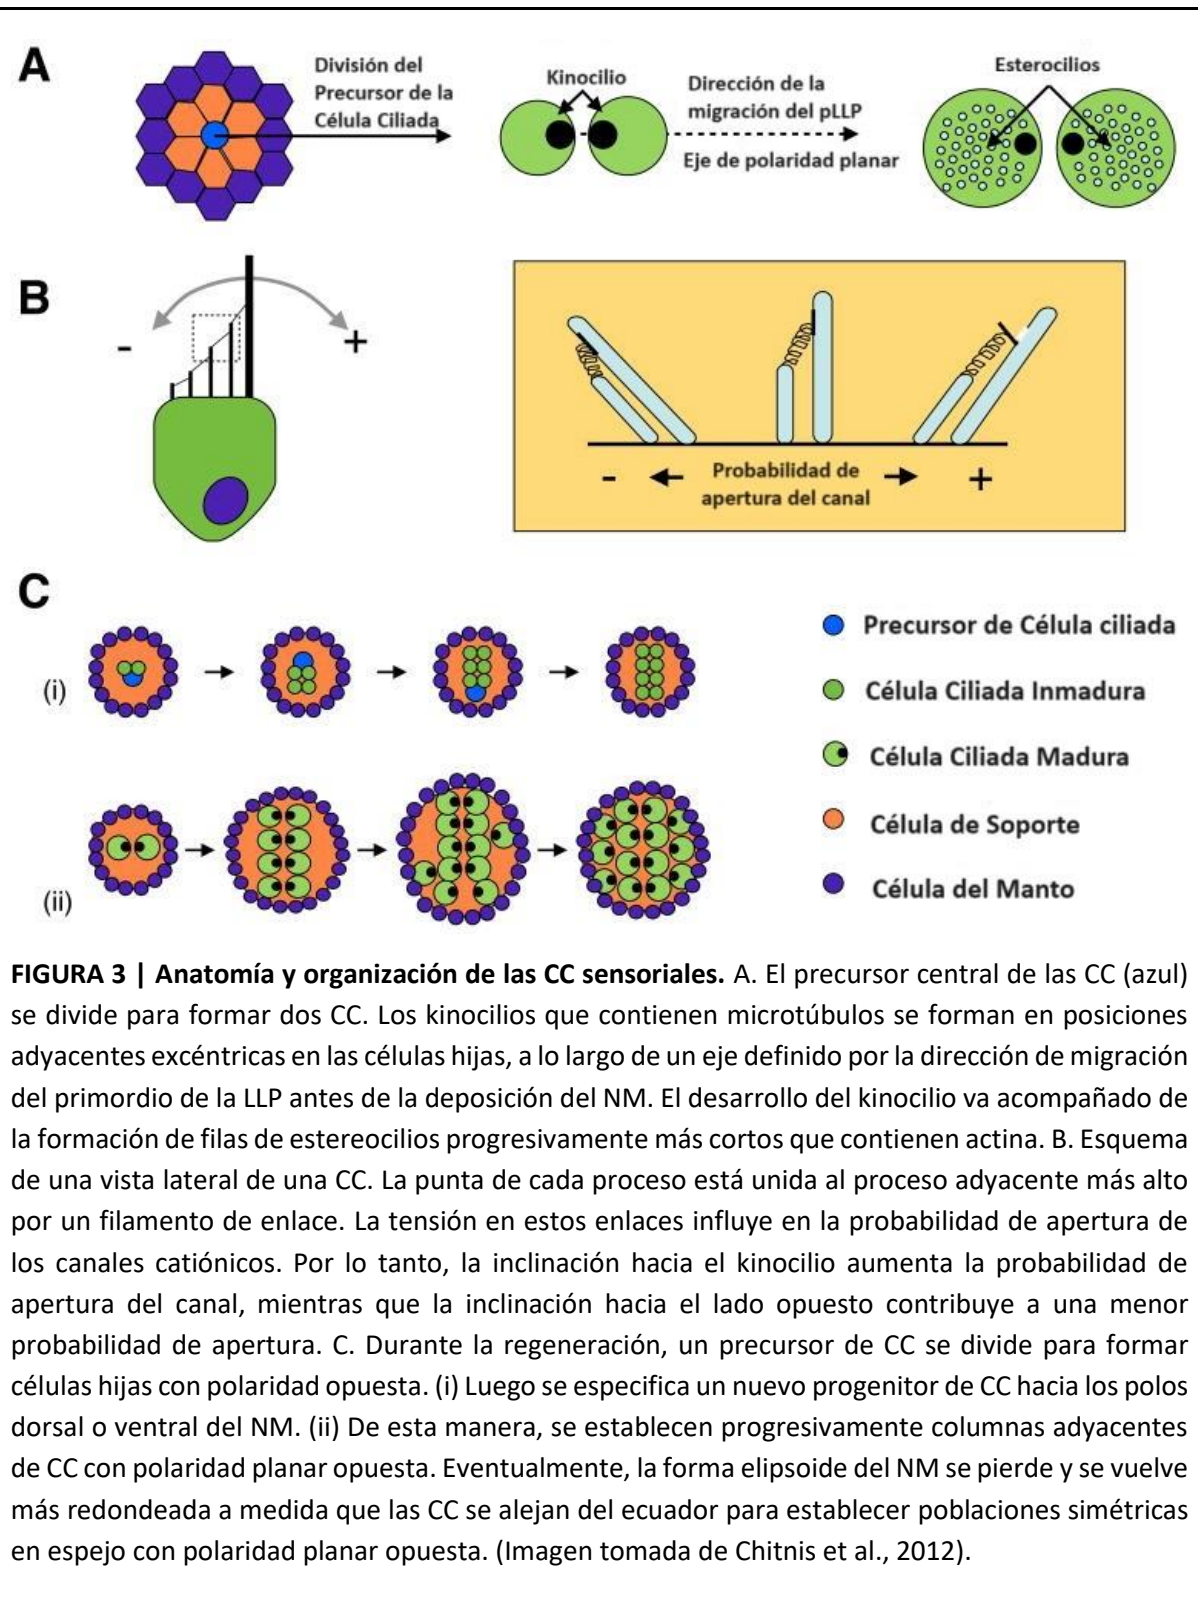 A
División del
Precursor de la
Célula Ciliada
Kinocilio
Dirección de la
migración del pLLP
Eje de polaridad planar
Esterocilios
B
-
+
- Probabilidad de +
apertura del canal
C
(i)
(ii)
Precursor de Célula ciliada
Célula Ciliada Inmadura
Célula Ciliada Madura
Célula de Soporte
Célula del Manto
FIGURA 3 | Anatomía y organización de las CC sensoriales. A. El precursor central de las CC (azul)
se divide para formar dos CC. Los kinocilios que contienen microtúbulos se forman en posiciones
adyacentes excéntricas en las células hijas, a lo largo de un eje definido por la dirección de migración
del primordio de la LLP antes de la deposición del NM. El desarrollo del kinocilio va acompañado de
la formación de filas de estereocilios progresivamente más cortos que contienen actina. B. Esquema
de una vista lateral de una CC. La punta de cada proceso está unida al proceso adyacente más alto
por un filamento de enlace. La tensión en estos enlaces influye en la probabilidad de apertura de
los canales catiónicos. Por lo tanto, la inclinación hacia el kinocilio aumenta la probabilidad de
apertura del canal, mientras que la inclinación hacia el lado opuesto contribuye a una menor
probabilidad de apertura. C. Durante la regeneración, un precursor de CC se divide para formar
células hijas con polaridad opuesta. (i) Luego se especifica un nuevo progenitor de CC hacia los polos
dorsal o ventral del NM. (ii) De esta manera, se establecen progresivamente columnas adyacentes
de CC con polaridad planar opuesta. Eventualmente, la forma elipsoide del NM se pierde y se vuelve
más redondeada a medida que las CC se alejan del ecuador para establecer poblaciones simétricas
en espejo con polaridad planar opuesta. (Imagen tomada de Chitnis et al., 2012).